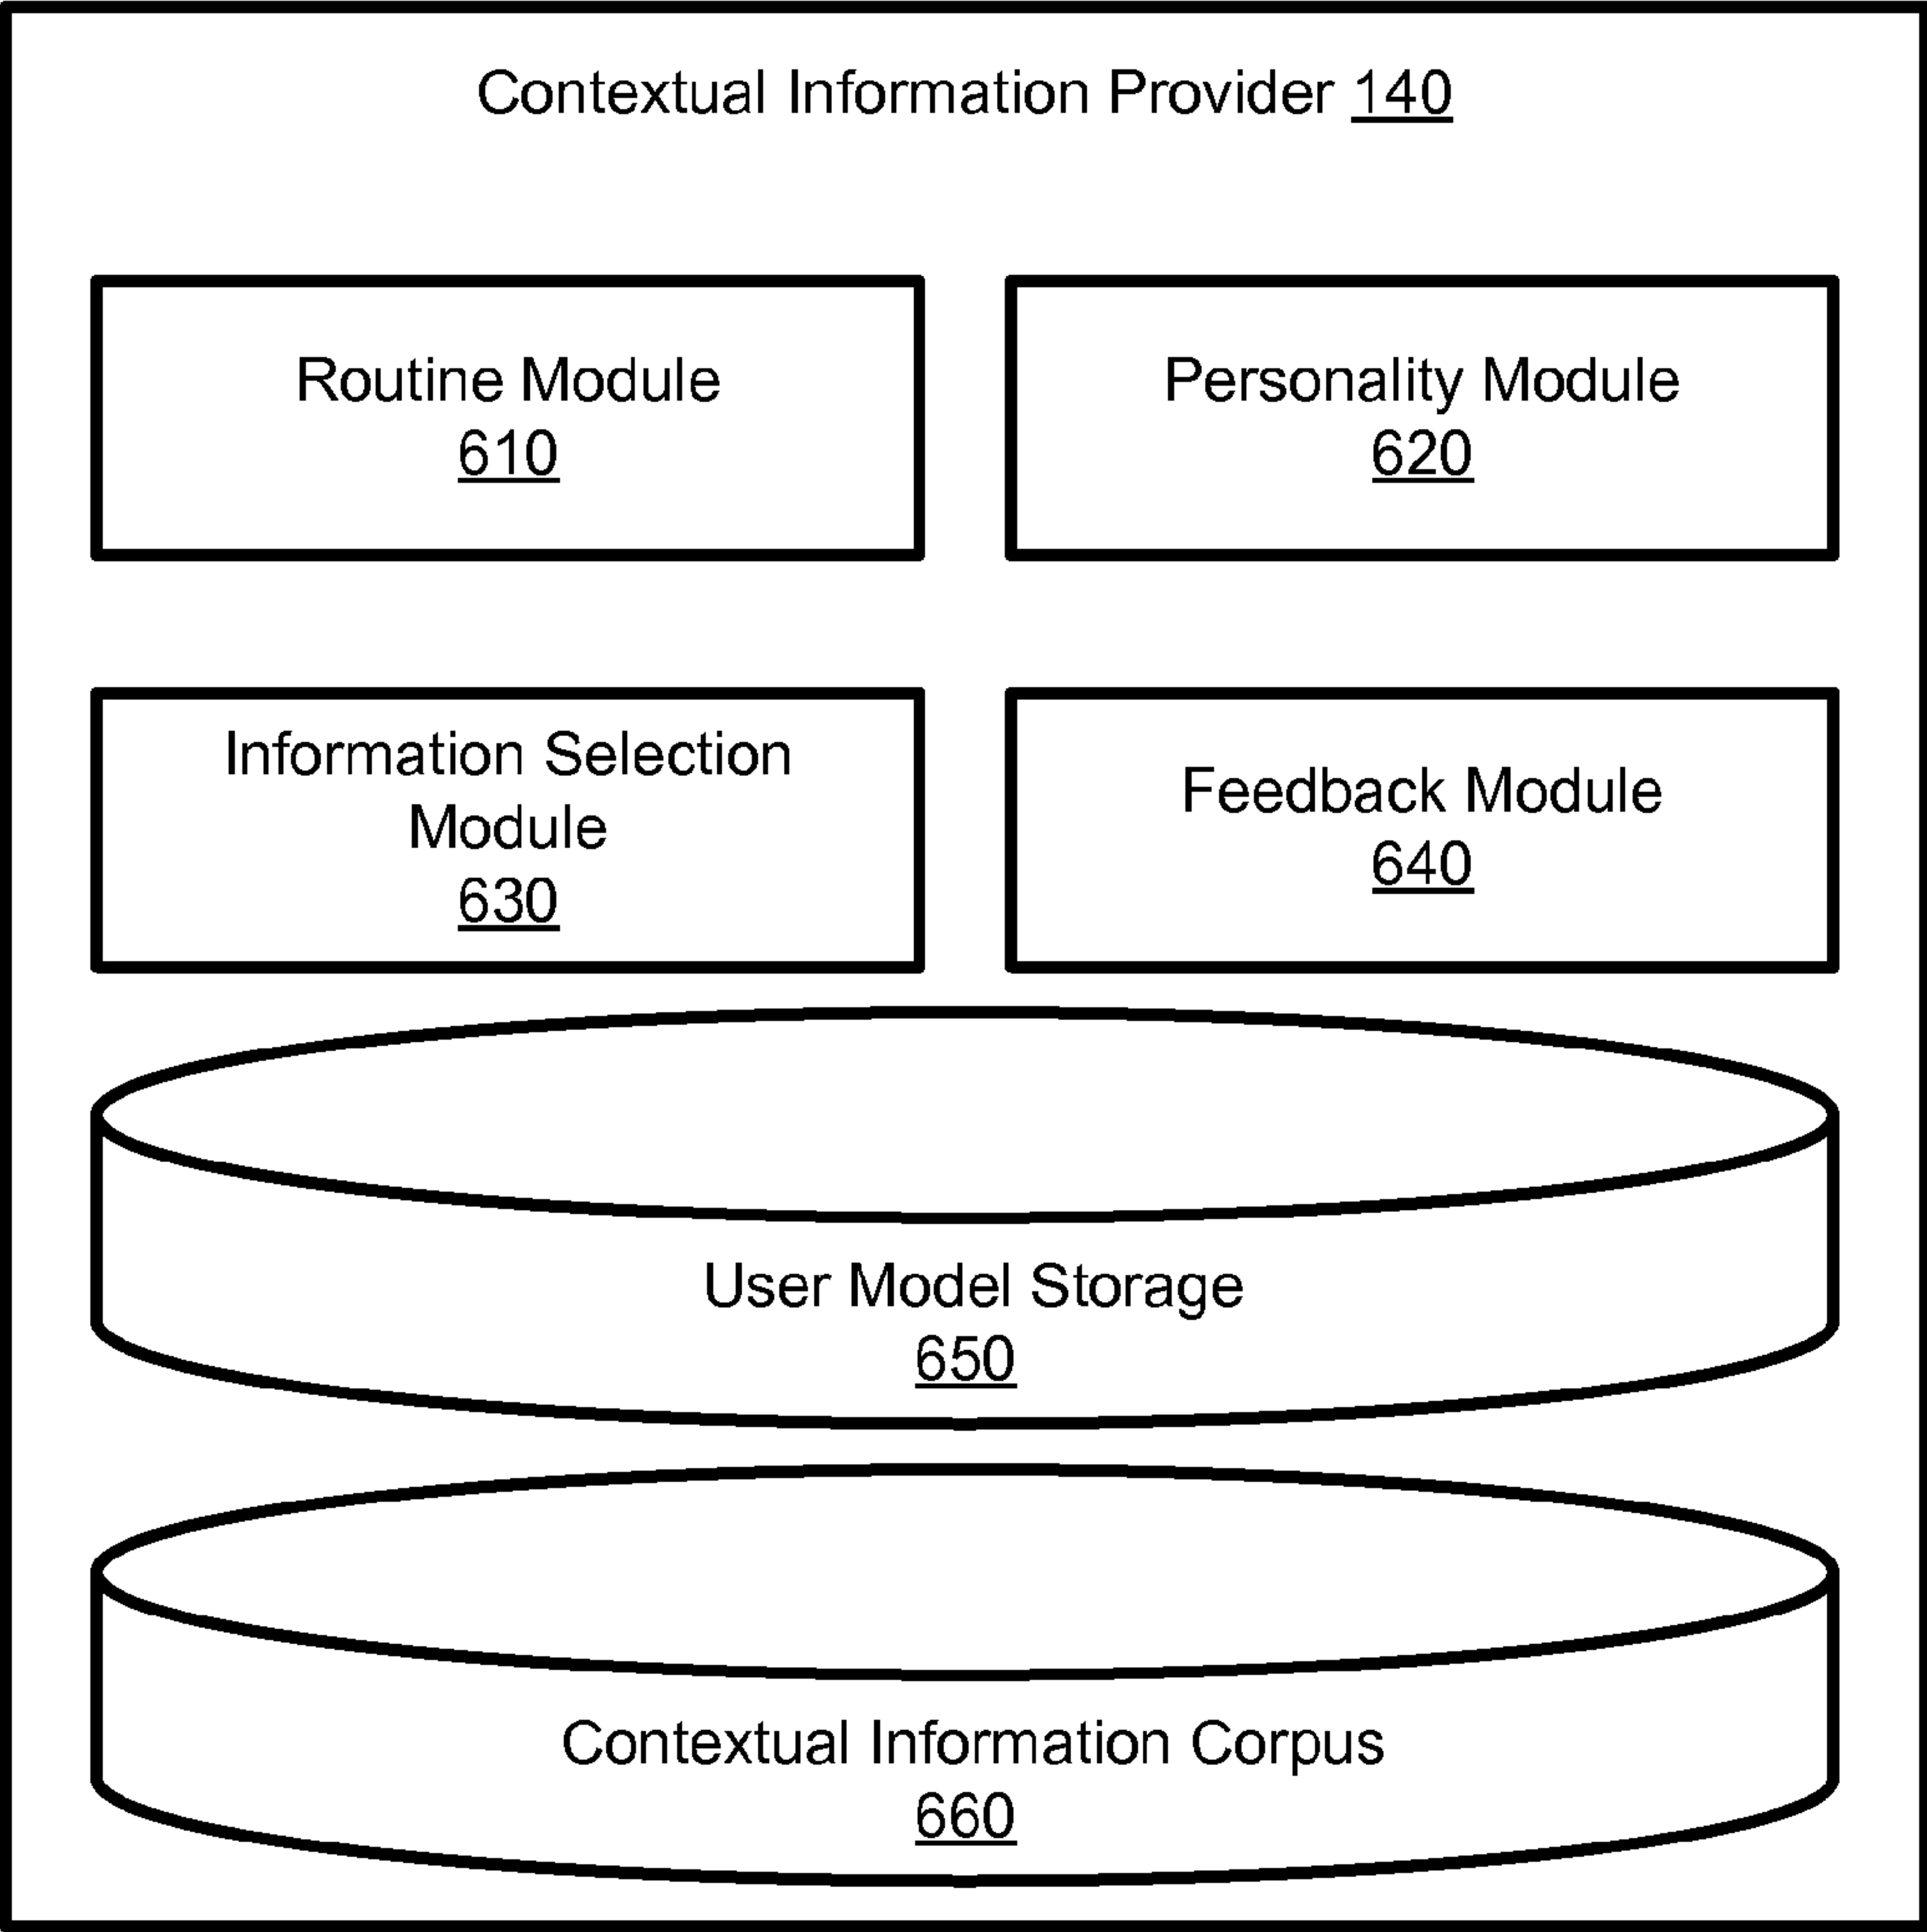 Contextual Information Provider 140
Routine Module
610
Personality Module
620
Information Selection
Module
630
Feedback Module
640
User Model Storage
650
Contextual Information Corpus
660